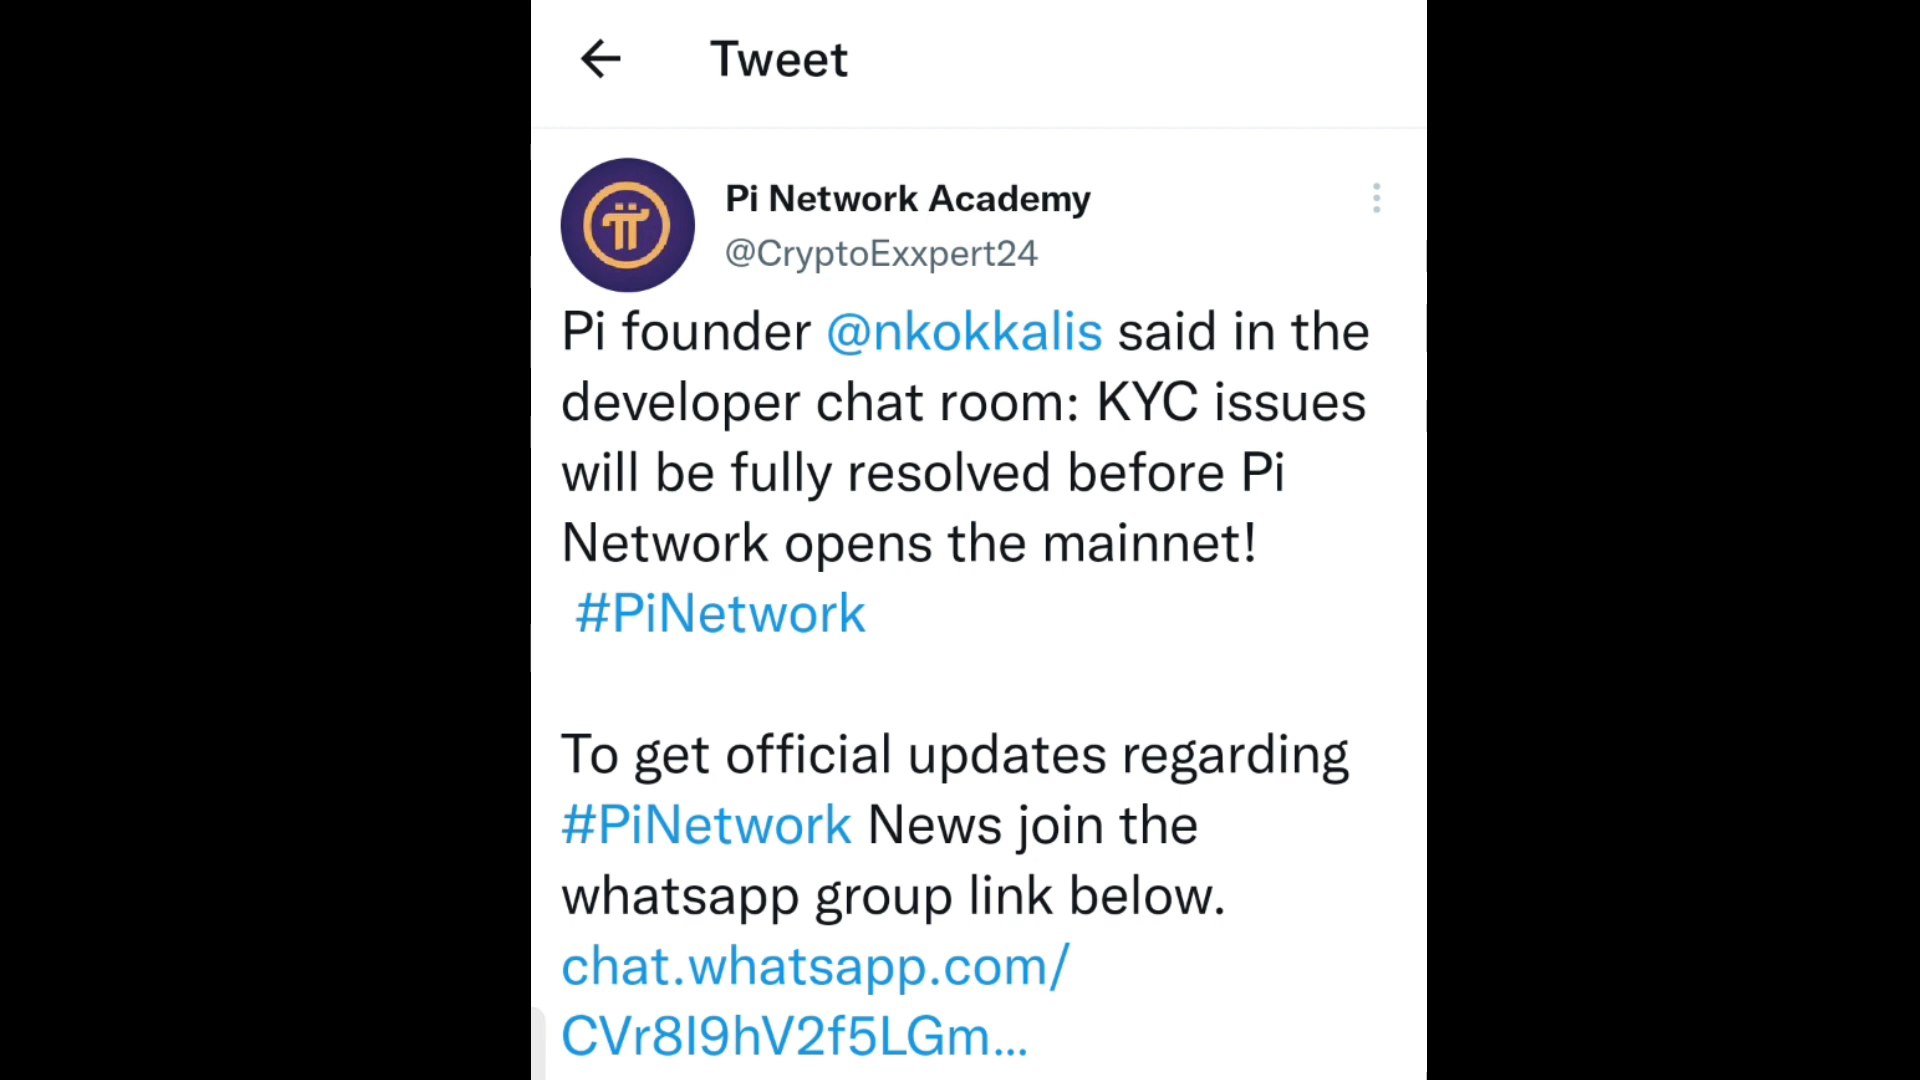 Tweet
Pi Network Academy
@CryptoExxpert24
Pi founder @nkokkalis said in the
developer chat room: KYC issues
will be fully resolved before Pi
Network opens the mainnet!
#PiNetwork
To get official updates regarding
#PiNetwork News join the
whatsapp group link below.
chat.whatsapp.com/
CVr8I9hV2f5LGm...